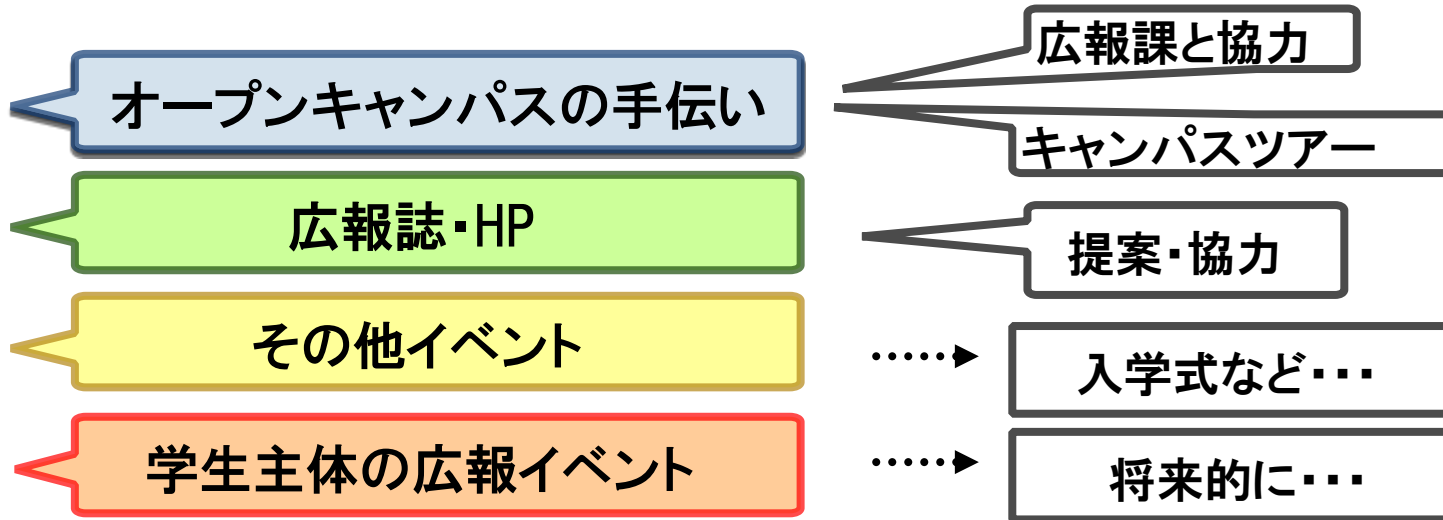 オープンキャンパスの手伝い
広報課と協力
キャンパスツアー
広報誌・HP
提案・協力
その他イベント
入学式など・・・
学生主体の広報イベント
将来的に・・・